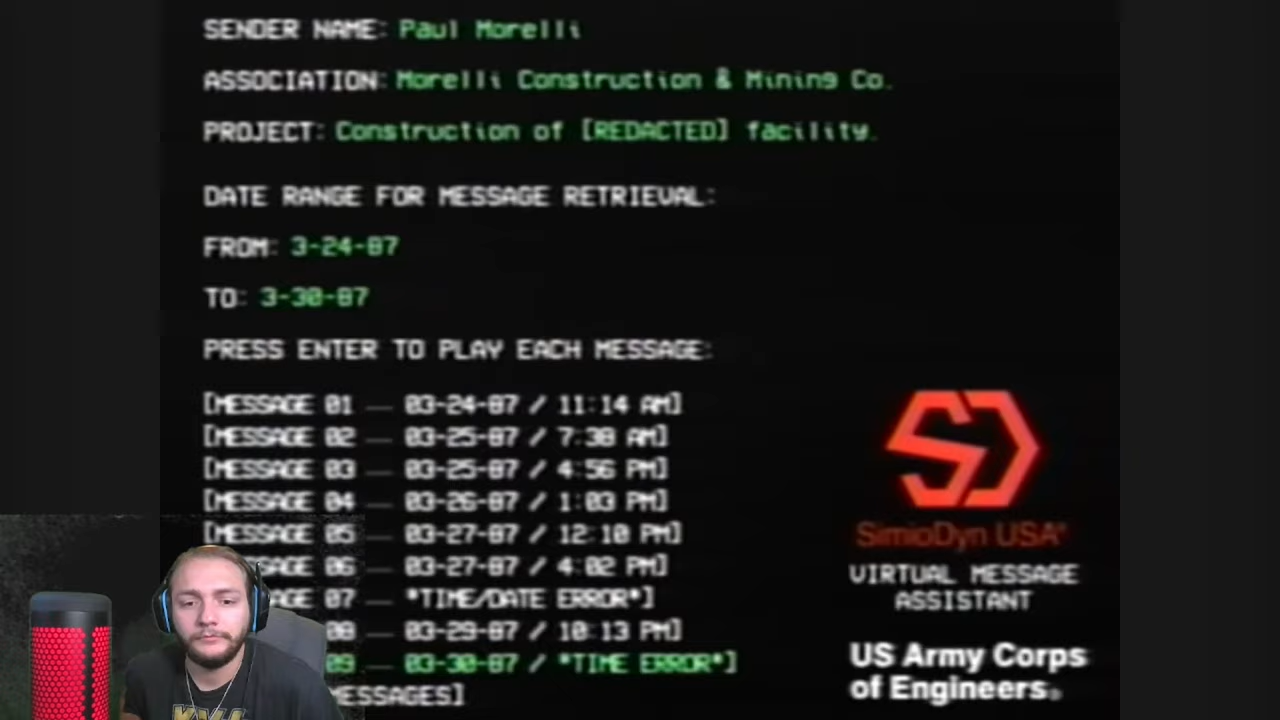 SENDER NAME: Paul Morelli
ASSOCIATION: Morelli Construction & Mining Co.
PROJECT: Construction of [REDACTED] facility.
DATE RANGE FOR MESSAGE RETRIEVAL:
FROM: 3-24-87
TO: 3-30-87
PRESS ENTER TO PLAY EACH MESSAGE:
[MESSAGE 01 — 03-24-87 / 11:14 AM]
[MESSAGE 02 — 03-25-87 / 7:38 AM]
[MESSAGE 03 — 03-25-87 / 4:56 PM]
[MESSAGE 04 — 03-26-87 / 1:03 PM]
[MESSAGE 05 — 03-27-87 / 12:10 PM]
SAGE 06 — 03-27-87 / 4:02 PM]
AGE 07 — *TIME/DATE ERROR*]
08 — 03-29-87 / 10:13 PM]
09 — 03-30-87 / *TIME ERROR*]
MESSAGES]
SD
SimioDyn USA®
VIRTUAL MESSAGE
ASSISTANT
US Army Corps
of Engineers®